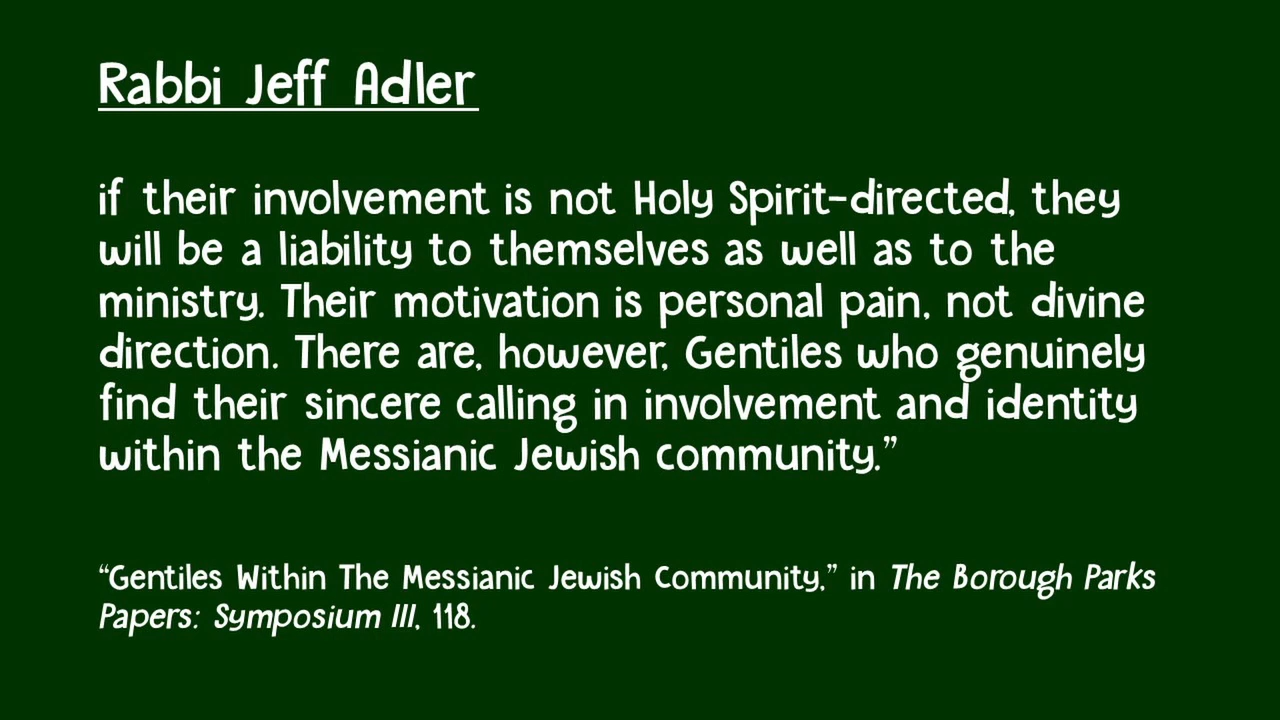 Rabbi Jeff Adler
if their involvement is not Holy Spirit-directed, they
will be a liability to themselves as well as to the
ministry. Their motivation is personal pain, not divine
direction. There are, however, Gentiles who genuinely
find their sincere calling in involvement and identity
within the Messianic Jewish community.”
“Gentiles Within The Messianic Jewish Community,” in The Borough Parks
Papers: Symposium III, 118.